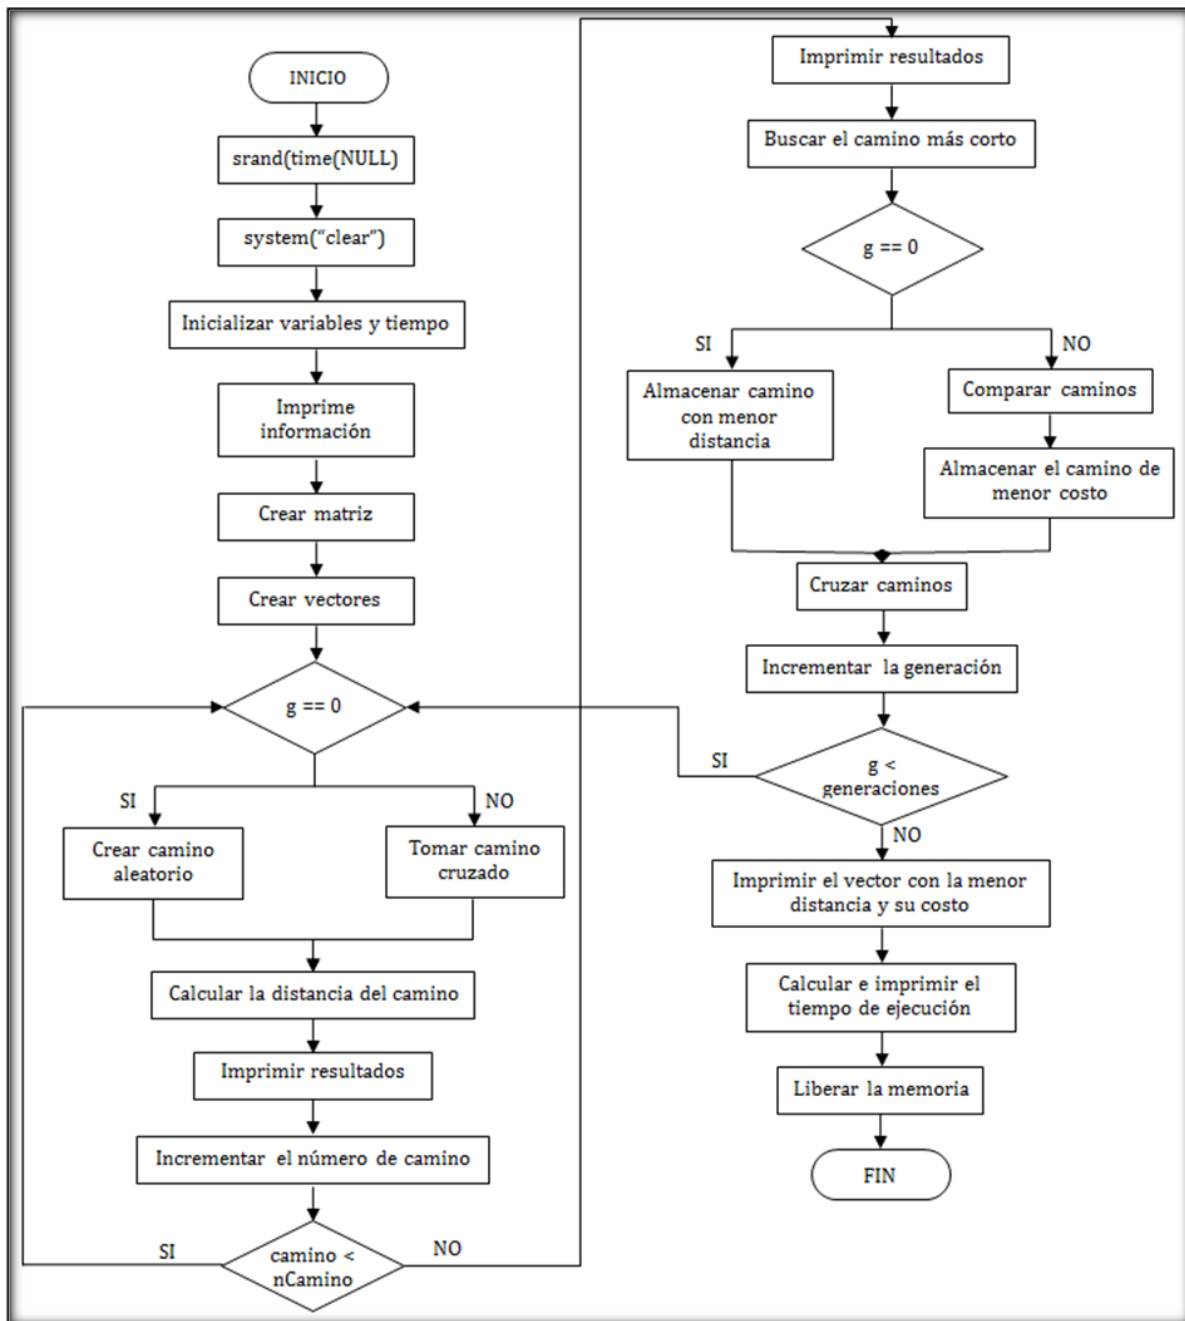 INICIO
srand(time(NULL)
system("clear")
Inicializar variables y tiempo
Imprime
información
Crear matriz
Crear vectores
g == 0
SI
NO
Crear camino
aleatorio
Tomar camino
cruzado
Calcular la distancia del camino
Imprimir resultados
Incrementar el número de camino
camino <
nCamino
SI
NO
Imprimir resultados
Buscar el camino más corto
g == 0
SI
NO
Almacenar camino
con menor
distancia
Comparar caminos
Almacenar el camino de
menor costo
Cruzar caminos
Incrementar la generación
g <
generaciones
SI
NO
Imprimir el vector con la menor
distancia y su costo
Calcular e imprimir el
tiempo de ejecución
Liberar la memoria
FIN